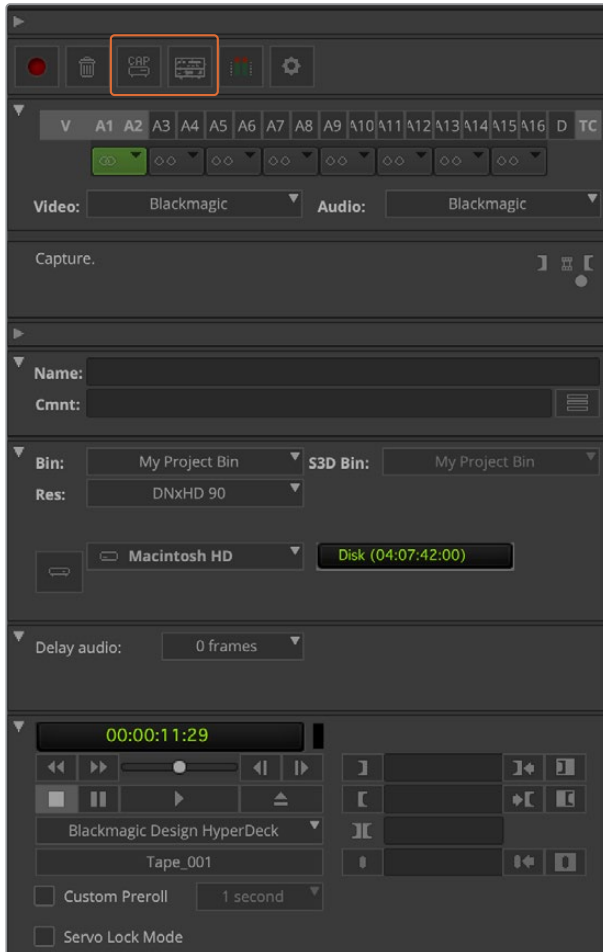 CAP
V A1 A2 A3 A4 A5 A6 A7 A8 A9 A10 A11 A12 A13 A14 A15 A16 D TC
Video: Blackmagic Audio: Blackmagic
Capture.
Name:
Cmnt:
Bin: My Project Bin S3D Bin: My Project Bin
Res: DNxHD 90
Macintosh HD Disk (04:07:42:00)
Delay audio: 0 frames
00:00:11:29
Blackmagic Design HyperDeck
Tape_001
Custom Preroll 1 second
Servo Lock Mode